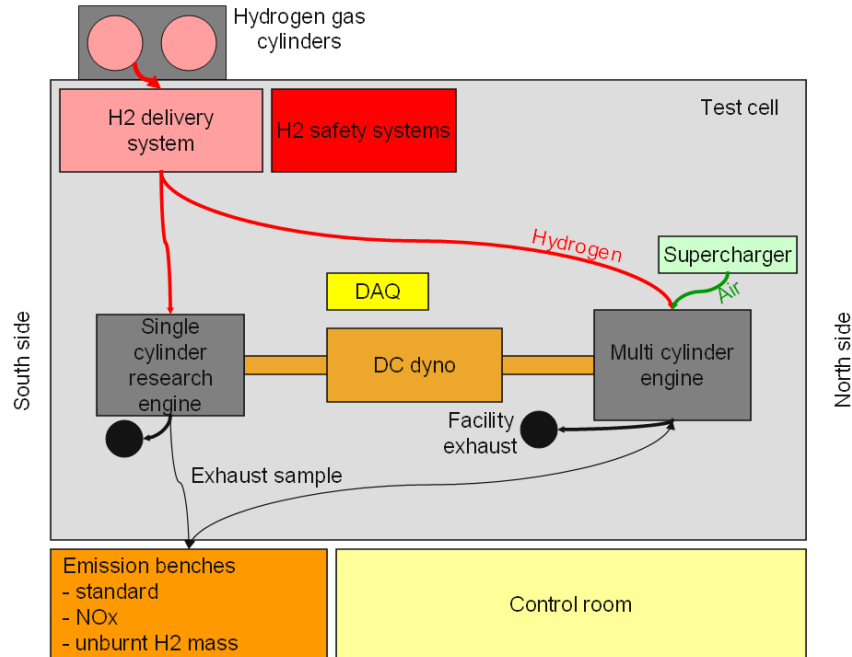 Hydrogen gas
cylinders
H2 delivery
system
H2 safety systems
Test cell
Hydrogen
Supercharger
Air
DAQ
South side
Single
cylinder
research
engine
DC dyno
Multi cylinder
engine
North side
Facility
exhaust
Exhaust sample
Emission benches
- standard
- NOx
- unburnt H2 mass
Control room